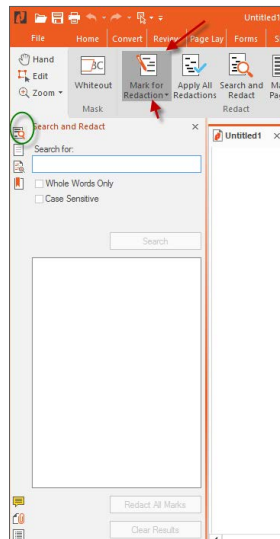 Untitled1
File Home Convert Review Page Lay Forms
Hand
Edit
Zoom
BC
Whiteout
Mark for Redaction
Apply All Redactions
Search and Redact
Mask
Redact
Search and Redact
Untitled1
Search for:
Whole Words Only
Case Sensitive
Search
Redact All Marks
Clear Results